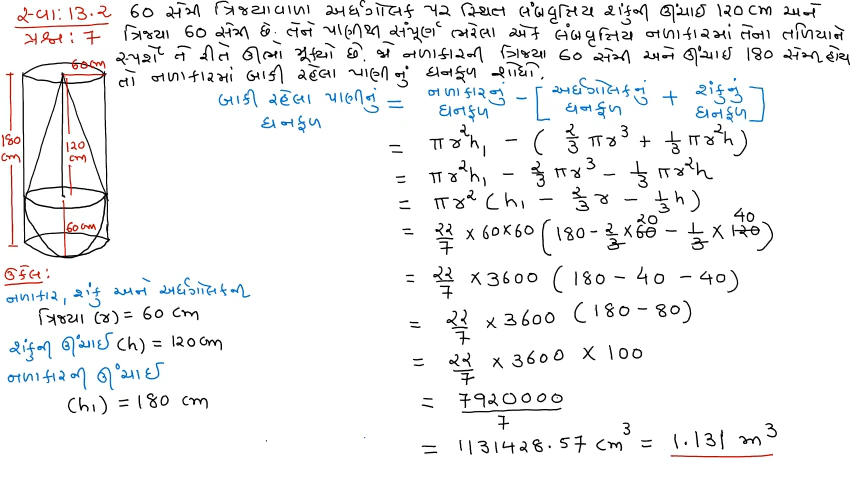 સ્વા: 13.2
પ્રશ્ન: 7
60 સેમી ત્રિજ્યાવાળા અર્ધગોલક પર સ્થિત લંબવૃત્તિય શંકુની ઊંચાઈ 120 cm અને
ત્રિજ્યા 60 સેમી છે. તેને પાણીથી સંપૂર્ણ ભરેલા એક લંબવૃત્તિય નળાકારમાં તેના તળિયાને
સ્પર્શે તે રીતે ઊભો મૂક્યો છે. જો નળાકારની ત્રિજ્યા 60 સેમી અને ઊંચાઈ 180 સેમી હોય
તો નળાકારમાં બાકી રહેલા પાણીનું ઘનફળ શોધો.
60cm
180 cm
120 cm
60cm
ઉકેલ:
નળાકાર, શંકુ અને અર્ધગોલકની
ત્રિજ્યા (r) = 60 cm
શંકુની ઊંચાઈ (h) = 120cm
નળાકારની ઊંચાઈ
(h₁) = 180 cm
બાકી રહેલા પાણીનું ઘનફળ = નળાકારનું ઘનફળ - [અર્ધગોલકનું ઘનફળ + શંકુનું ઘનફળ]
= πr²h₁ - (2/3 πr³ + 1/3 πr²h)
= πr²h₁ - 2/3 πr³ - 1/3 πr²h
= πr² (h₁ - 2/3 r - 1/3 h)
= 22/7 × 60×60 (180 - 2/3 × 60 20 - 1/3 × 120 40)
= 22/7 × 3600 (180 - 40 - 40)
= 22/7 × 3600 (180 - 80)
= 22/7 × 3600 × 100
= 7920000/7
= 1131428.57 cm³ = 1.131 m³